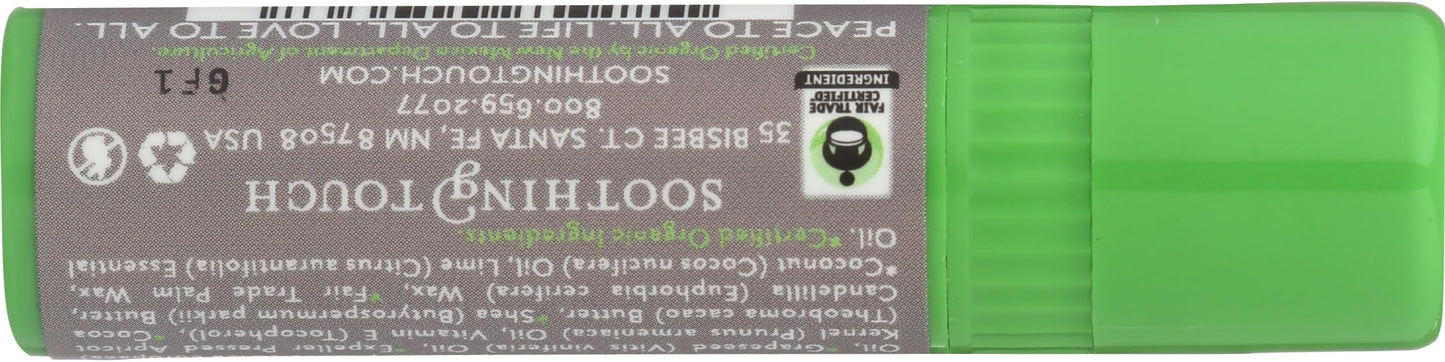 Oil, *Grapeseed (Vitis vinifera) Oil, *Expeller Pressed Apricot
Kernel (Prunus armeniaca) Oil, Vitamin E (Tocopherol), *Cocoa
(Theobroma cacao) Butter, *Shea (Butyrospermum parkii) Butter,
Candelilla (Euphorbia cerifera) Wax, *Fair Trade Palm Wax,
*Coconut (Cocos nucifera) Oil, Lime (Citrus aurantifolia) Essential
Oil. *Certified Organic Ingredients.
SOOTHING TOUCH
35 BISBEE CT. SANTA FE, NM 87508 USA
800.659.2077
SOOTHINGTOUCH.COM
FAIR TRADE
CERTIFIED
INGREDIENT
6F1
Certified Organic by the New Mexico Department of Agriculture.
PEACE TO ALL. LIFE TO ALL. LOVE TO ALL.